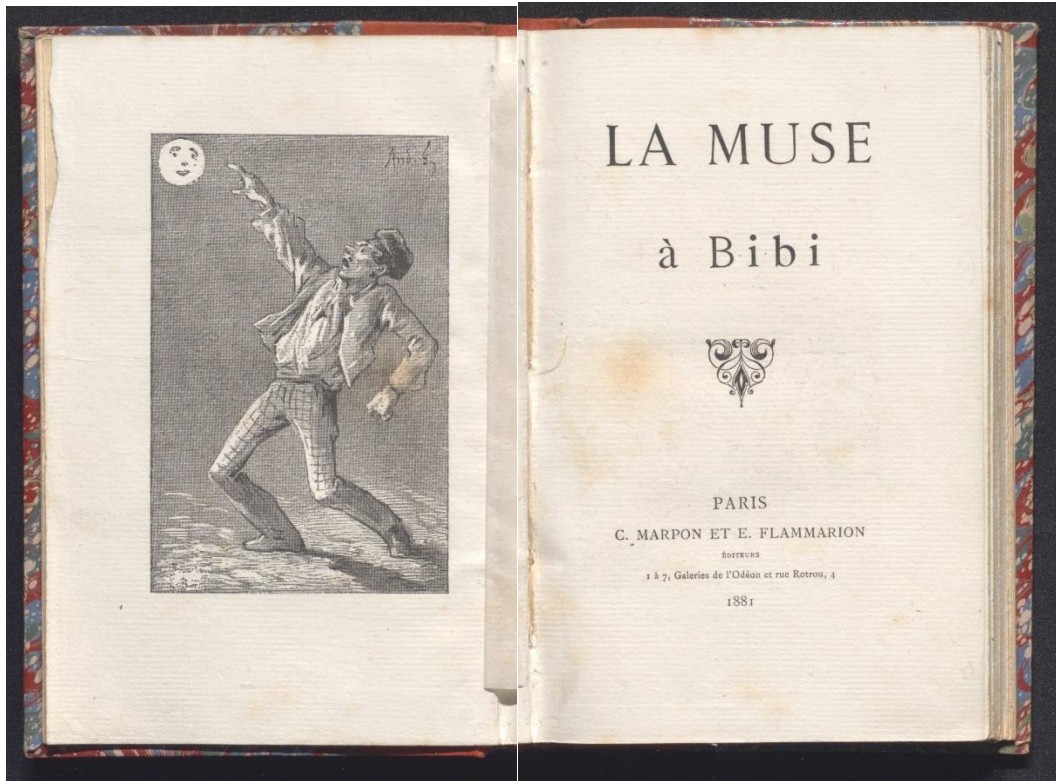 LA MUSE
à Bibi
PARIS
C. MARPON ET E. FLAMMARION
ÉDITEURS
1 à 7, Galeries de l'Odéon et rue Rotrou, 4
1881